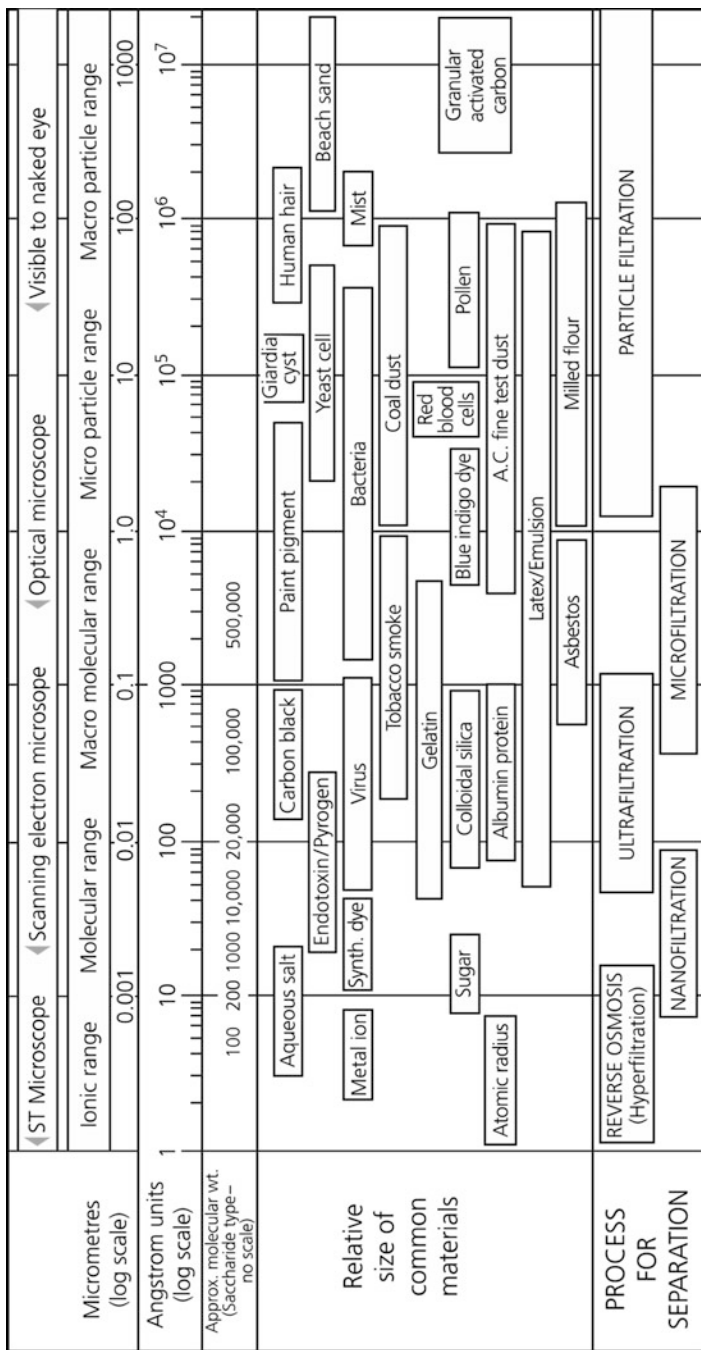 ST Microscope
Scanning electron microsope
Optical microscope
Visible to naked eye
Micrometres
(log scale)
Ionic range
Molecular range
Macro molecular range
Micro particle range
Macro particle range
0.001
0.01
0.1
1.0
10
100
1000
Angstrom units
(log scale)
1
10
100
1000
10⁴
10⁵
10⁶
10⁷
Approx. molecular wt.
(Saccharide type–
no scale)
100
200
1000
10,000
20,000
100,000
500,000
Relative
size of
common
materials
Aqueous salt
Carbon black
Paint pigment
Giardia
cyst
Human hair
Endotoxin/Pyrogen
Yeast cell
Beach sand
Metal ion
Synth. dye
Virus
Bacteria
Mist
Tobacco smoke
Coal dust
Gelatin
Red
blood
cells
Sugar
Colloidal silica
Blue indigo dye
Pollen
Granular
activated
carbon
Atomic radius
Albumin protein
A.C. fine test dust
Latex/Emulsion
Asbestos
Milled flour
PROCESS
FOR
SEPARATION
REVERSE OSMOSIS
(Hyperfiltration)
ULTRAFILTRATION
PARTICLE FILTRATION
NANOFILTRATION
MICROFILTRATION